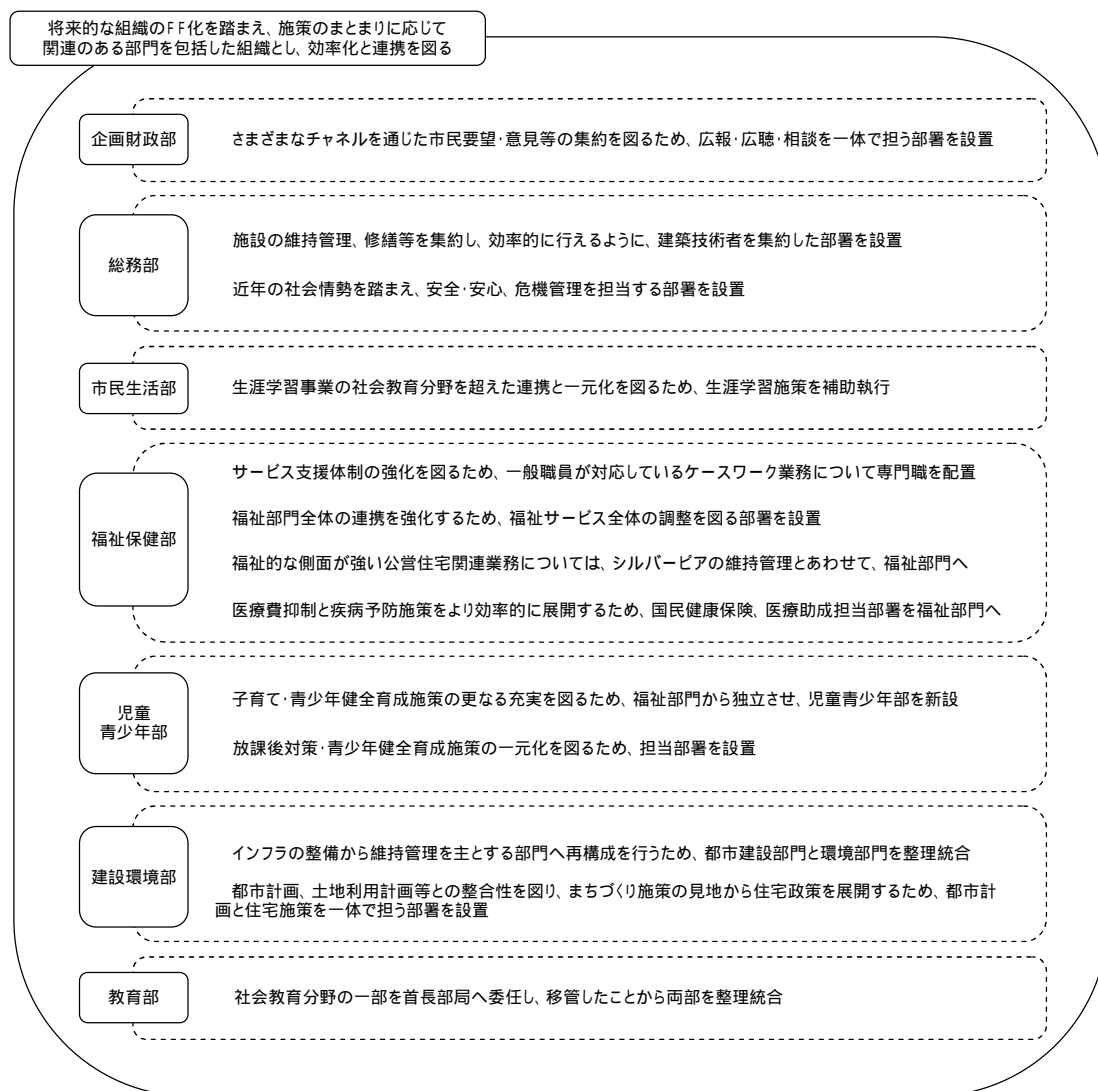 将来的な組織のFF化を踏まえ、施策のまとまりに応じて
関連のある部門を包括した組織とし、効率化と連携を図る
企画財政部
さまざまなチャネルを通じた市民要望・意見等の集約を図るため、広報・広聴・相談を一体で担う部署を設置
総務部
施設の維持管理、修繕等を集約し、効率的に行えるように、建築技術者を集約した部署を設置
近年の社会情勢を踏まえ、安全・安心、危機管理を担当する部署を設置
市民生活部
生涯学習事業の社会教育分野を超えた連携と一元化を図るため、生涯学習施策を補助執行
福祉保健部
サービス支援体制の強化を図るため、一般職員が対応しているケースワーク業務について専門職を配置
福祉部門全体の連携を強化するため、福祉サービス全体の調整を図る部署を設置
福祉的な側面が強い公営住宅関連業務については、シルバーピアの維持管理とあわせて、福祉部門へ
医療費抑制と疾病予防施策をより効率的に展開するため、国民健康保険、医療助成担当部署を福祉部門へ
児童
青少年部
子育て・青少年健全育成施策の更なる充実を図るため、福祉部門から独立させ、児童青少年部を新設
放課後対策・青少年健全育成施策の一元化を図るため、担当部署を設置
建設環境部
インフラの整備から維持管理を主とする部門へ再構成を行うため、都市建設部門と環境部門を整理統合
都市計画、土地利用計画等との整合性を図り、まちづくり施策の見地から住宅政策を展開するため、都市計
画と住宅施策を一体で担う部署を設置
教育部
社会教育分野の一部を首長部局へ委任し、移管したことから両部を整理統合